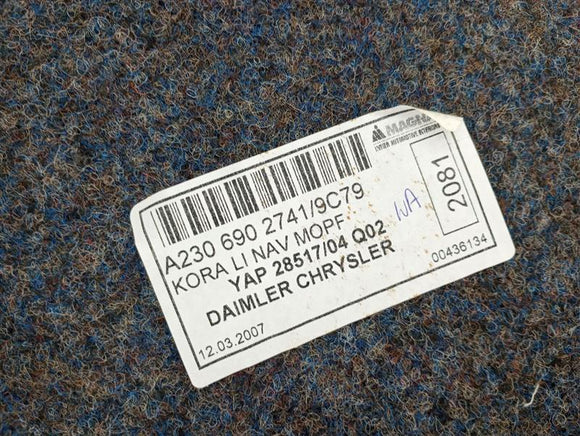 MAGNA
A230 690 2741/9C79
KORA LI NAV MOPF
YAP 28517/04 Q02
DAIMLER CHRYSLER
12.03.2007
NA
2081
00436134